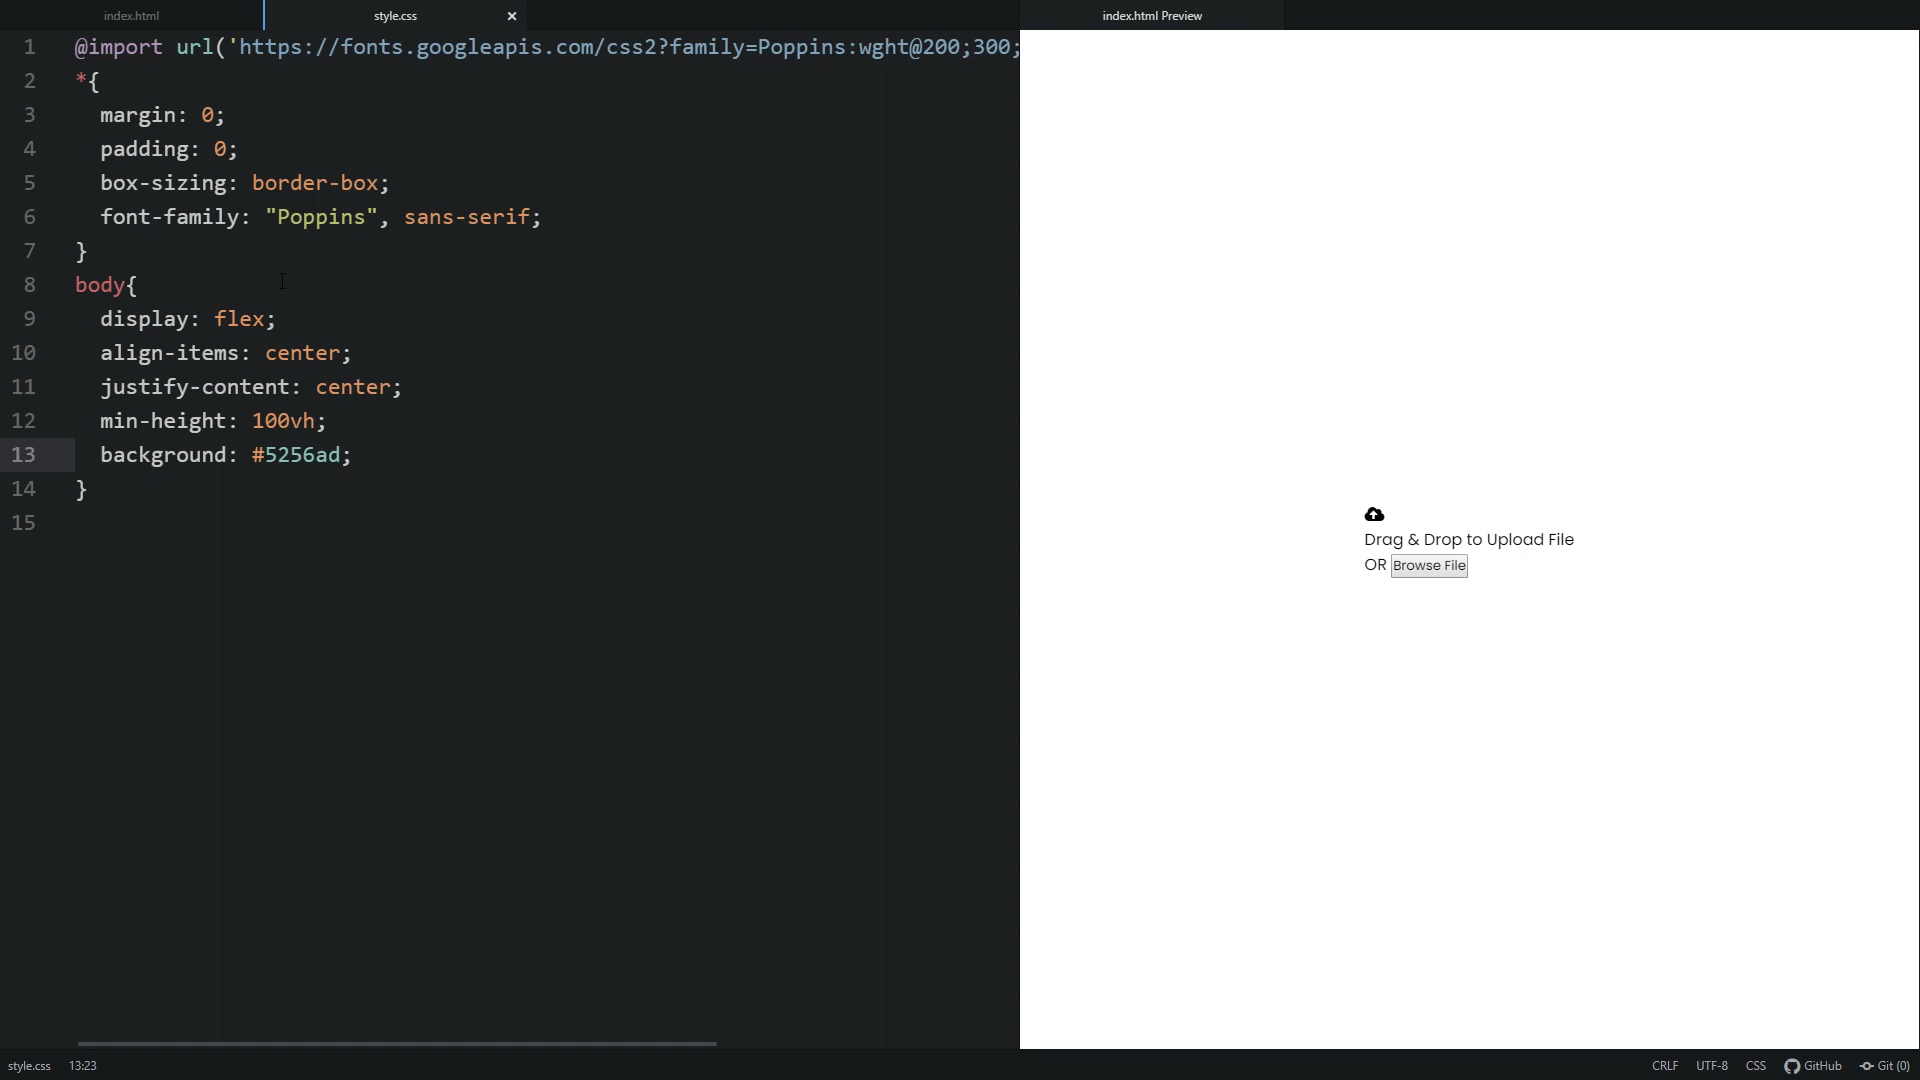 index.html
style.css
index.html Preview
1 @import url('https://fonts.googleapis.com/css2?family=Poppins:wght@200;300;
2 *{
3 margin: 0;
4 padding: 0;
5 box-sizing: border-box;
6 font-family: "Poppins", sans-serif;
7 }
8 body{
9 display: flex;
10 align-items: center;
11 justify-content: center;
12 min-height: 100vh;
13 background: #5256ad;
14 }
15
Drag & Drop to Upload File
OR Browse File
style.css 13:23
CRLF UTF-8 CSS GitHub Git (0)